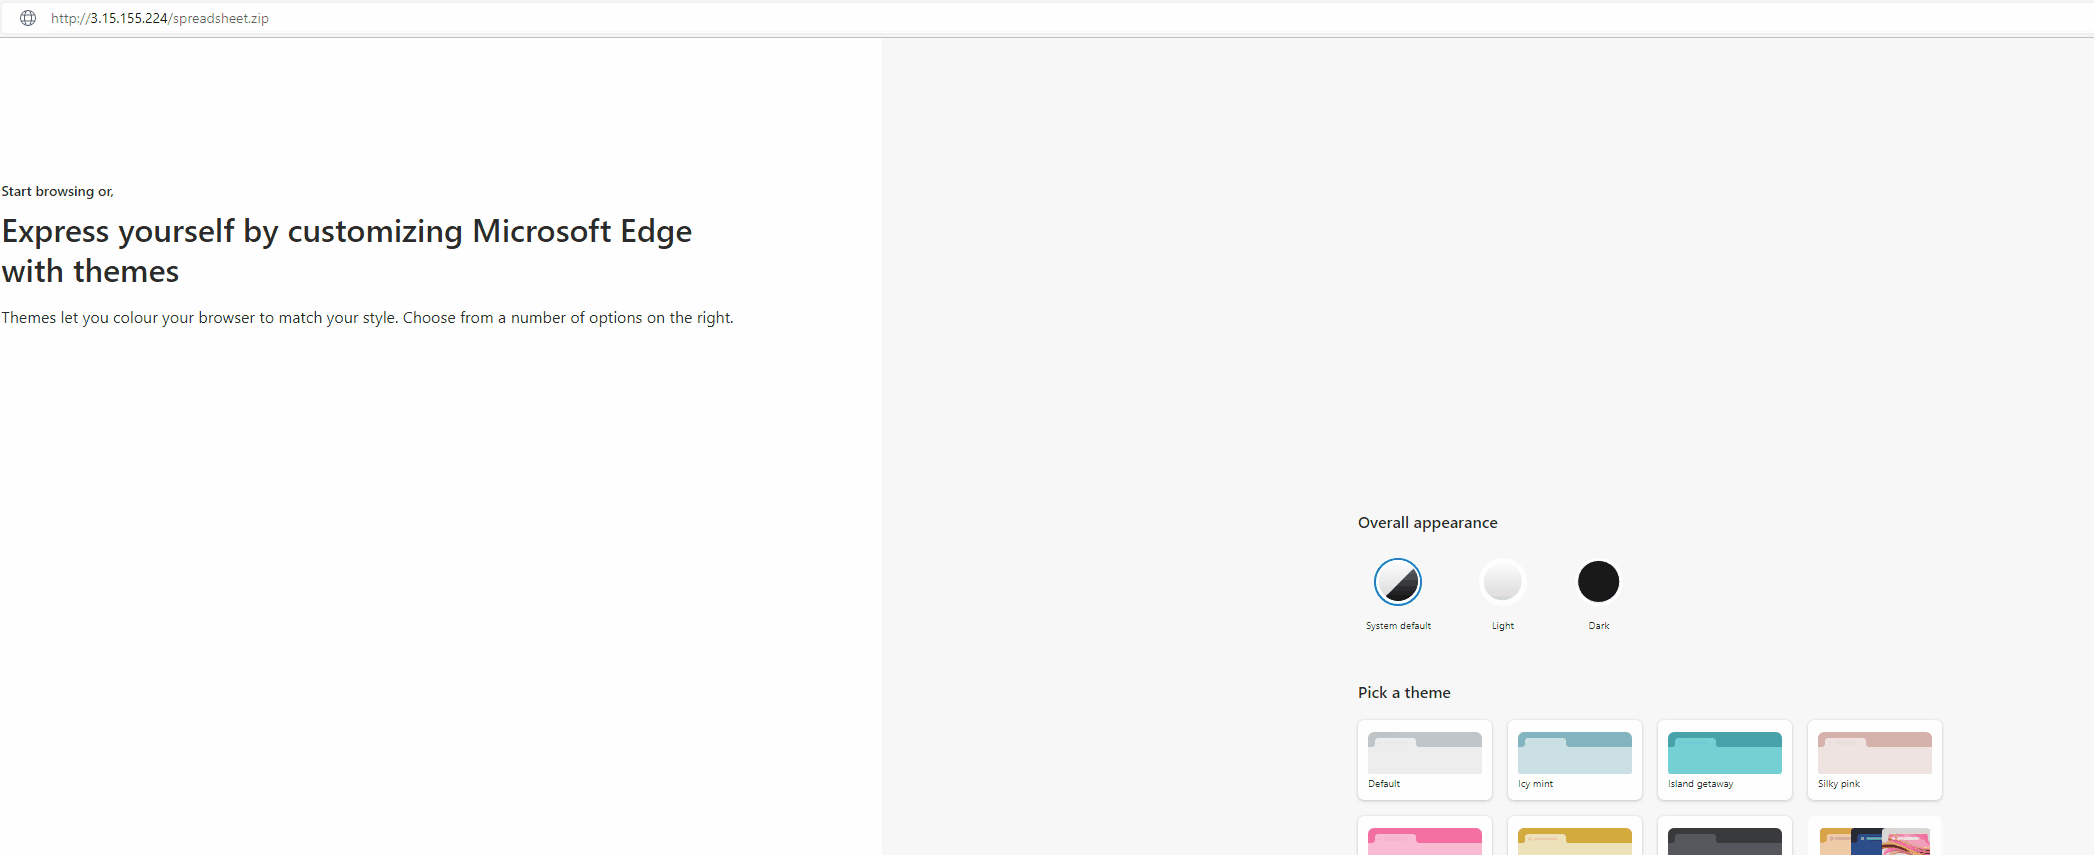 http://3.15.155.224/spreadsheet.zip
Start browsing or,
Express yourself by customizing Microsoft Edge
with themes
Themes let you colour your browser to match your style. Choose from a number of options on the right.
Overall appearance
System default
Light
Dark
Pick a theme
Default
Icy mint
Island getaway
Silky pink